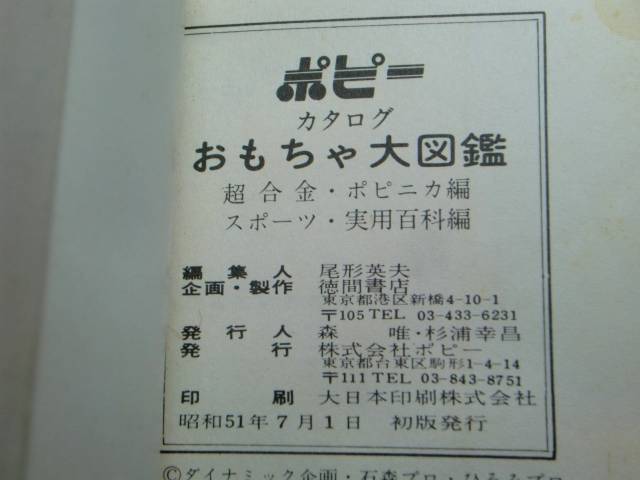 ポピー
カタログ
おもちゃ大図鑑
超合金・ポピニカ編
スポーツ・実用百科編
編集人 尾形英夫
企画・製作 徳間書店
東京都港区新橋4-10-1
〒105 TEL 03-433-6231
発行人 森 唯・杉浦幸昌
発行 株式会社ポピー
東京都台東区駒形1-4-14
〒111 TEL 03-843-8751
印刷 大日本印刷株式会社
昭和51年7月1日 初版発行
©ダイナミック企画・石森プロ・ひろみプロ